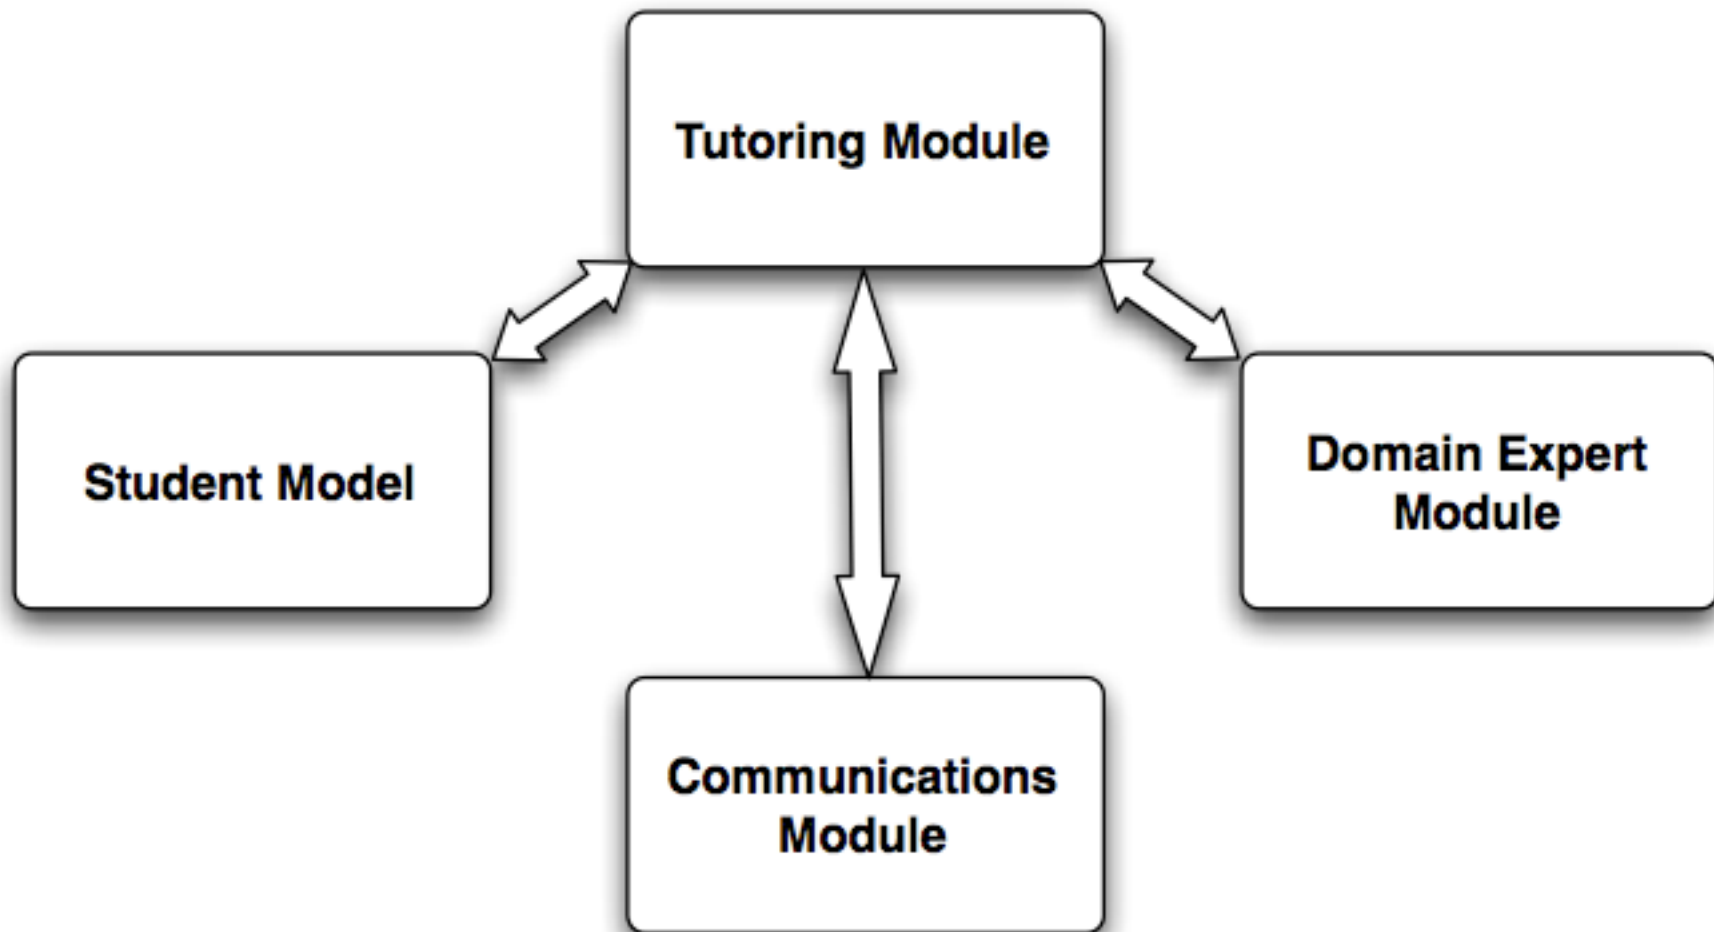 Tutoring Module
Student Model
Domain Expert
Module
Communications
Module